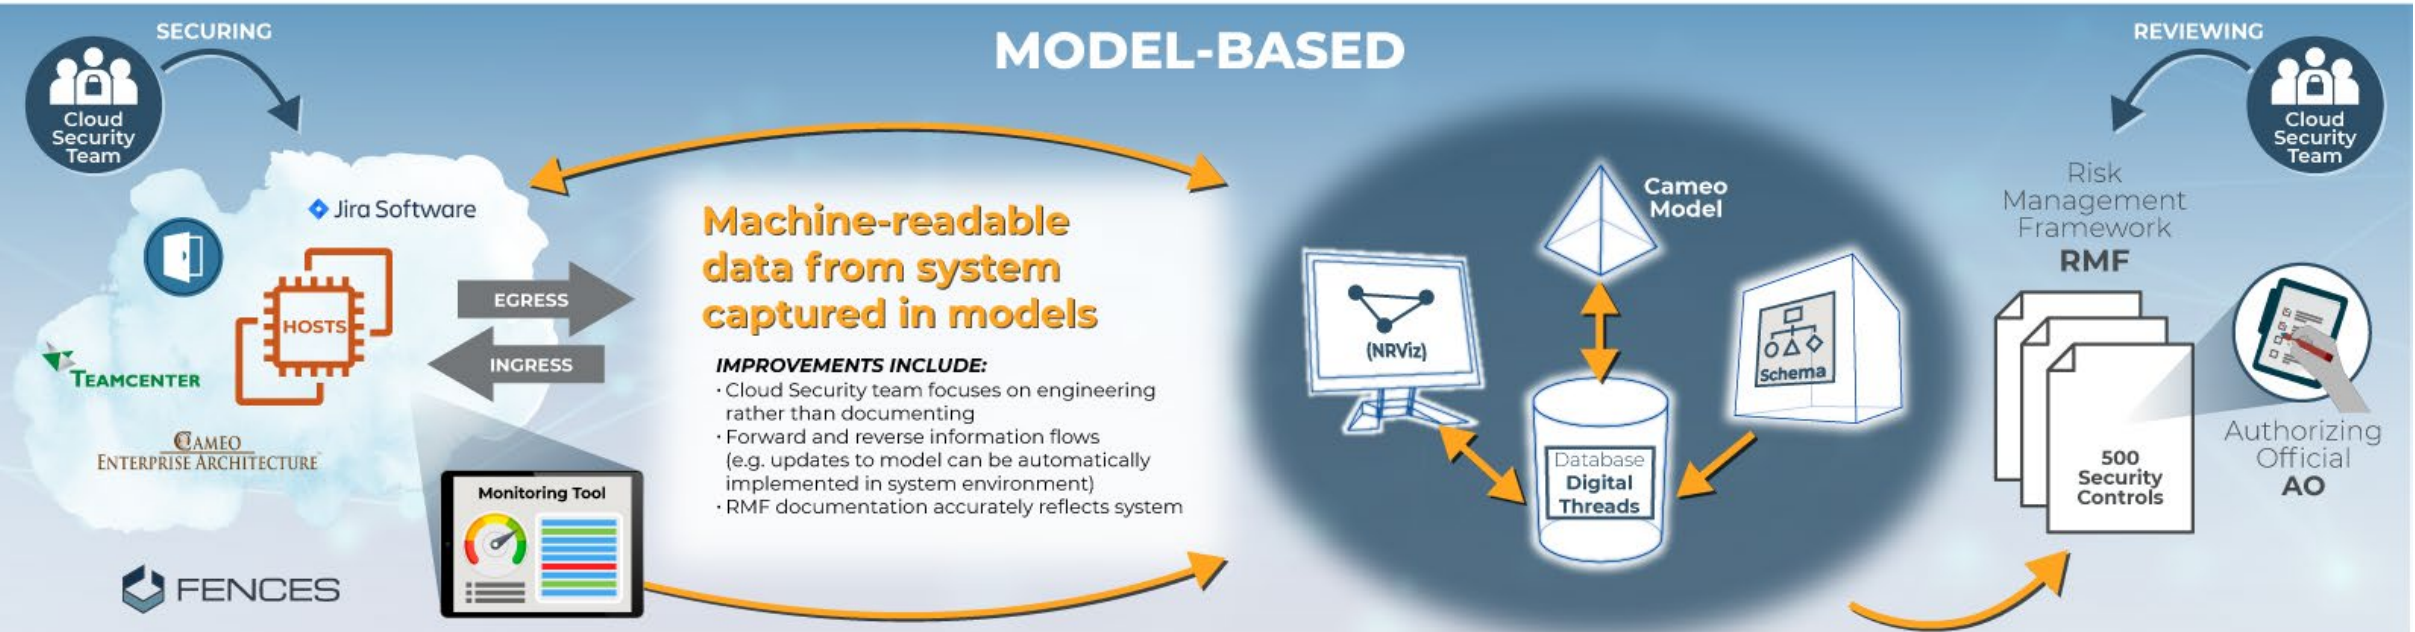 MODEL-BASED
SECURING
Cloud
Security
Team
Jira Software
HOSTS
TEAMCENTER
CAMEO
ENTERPRISE ARCHITECTURE
FENCES
EGRESS
INGRESS
Monitoring Tool
Machine-readable
data from system
captured in models
IMPROVEMENTS INCLUDE:
· Cloud Security team focuses on engineering
rather than documenting
· Forward and reverse information flows
(e.g. updates to model can be automatically
implemented in system environment)
· RMF documentation accurately reflects system
Cameo
Model
(NRViz)
Schema
Database
Digital
Threads
REVIEWING
Cloud
Security
Team
Risk
Management
Framework
RMF
500
Security
Controls
Authorizing
Official
AO